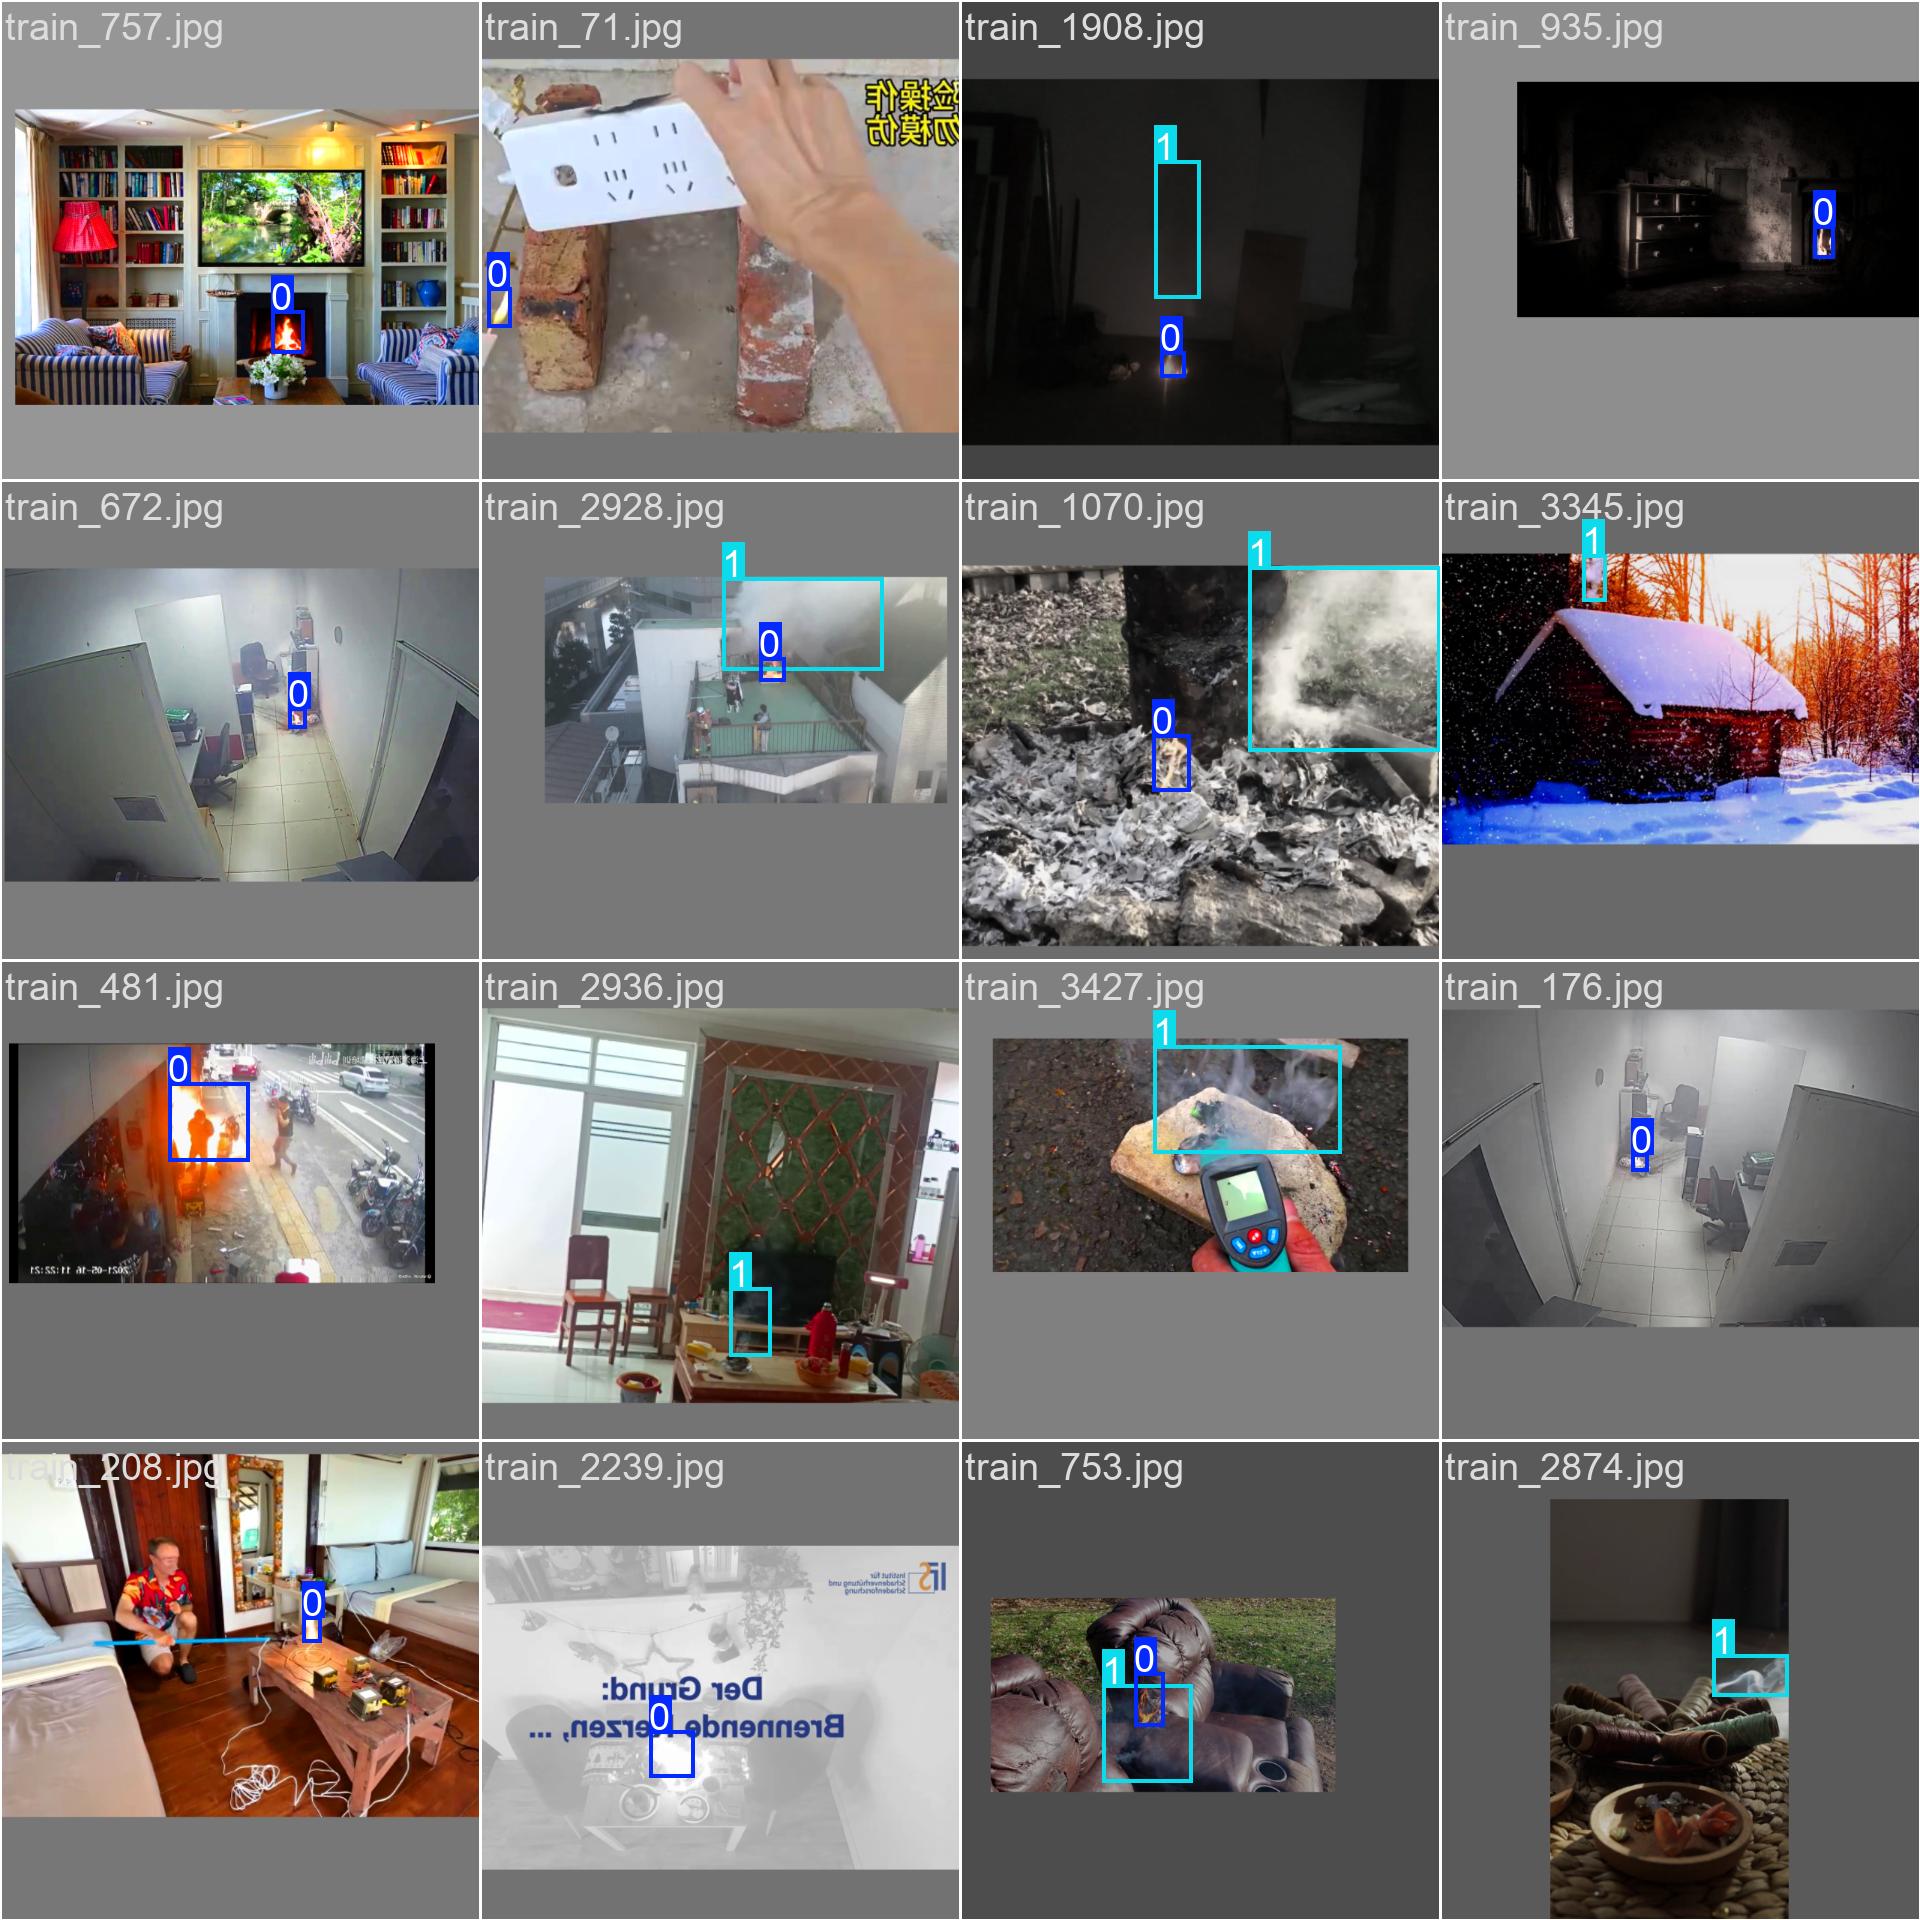 train_757.jpg
0
train_71.jpg
险操作
勿模仿
0
train_1908.jpg
1
0
train_935.jpg
0
train_672.jpg
0
train_2928.jpg
1
0
train_1070.jpg
1
0
train_3345.jpg
1
train_481.jpg
0
2021-05-16 11:22:21
train_2936.jpg
1
train_3427.jpg
1
train_176.jpg
0
train_208.jpg
0
train_2239.jpg
IFS
Institut für
Schadenverhütung und
Schadenforschung
Der Grund:
0
Brennende Kerzen, ...
train_753.jpg
1
0
train_2874.jpg
1